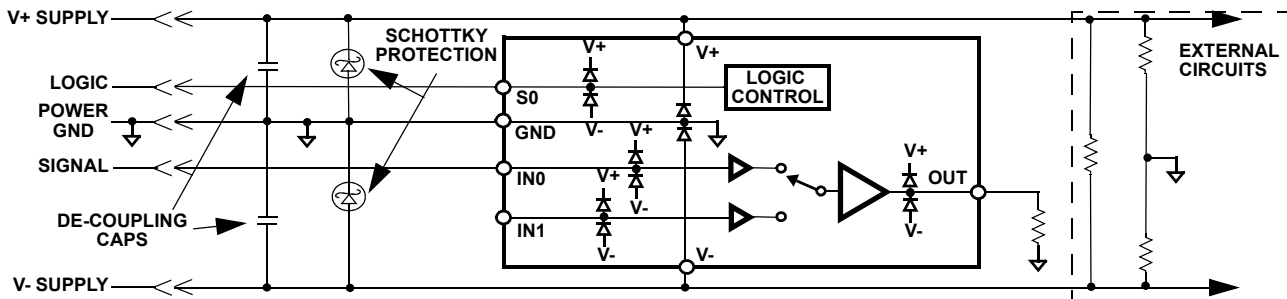 V+ SUPPLY
LOGIC
POWER
GND
SIGNAL
DE-COUPLING
CAPS
V- SUPPLY
SCHOTTKY
PROTECTION
V+
V+
S0
V-
LOGIC
CONTROL
GND
V+
IN0
V-
V+
IN1
V-
V+
OUT
V-
V-
EXTERNAL
CIRCUITS